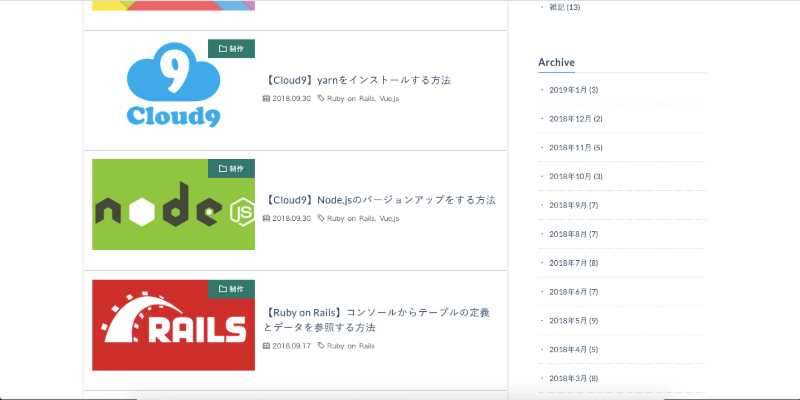 制作
9
Cloud9
【Cloud9】yarnをインストールする方法
2018.09.30 Ruby on Rails, Vue.js
制作
node
JS
【Cloud9】Node.jsのバージョンアップをする方法
2018.09.30 Ruby on Rails, Vue.js
制作
RAILS
【Ruby on Rails】コンソールからテーブルの定義
とデータを参照する方法
2018.09.17 Ruby on Rails
雑記 (13)
Archive
2019年1月 (3)
2018年12月 (2)
2018年11月 (5)
2018年10月 (3)
2018年9月 (7)
2018年8月 (7)
2018年7月 (8)
2018年6月 (7)
2018年5月 (9)
2018年4月 (5)
2018年3月 (8)